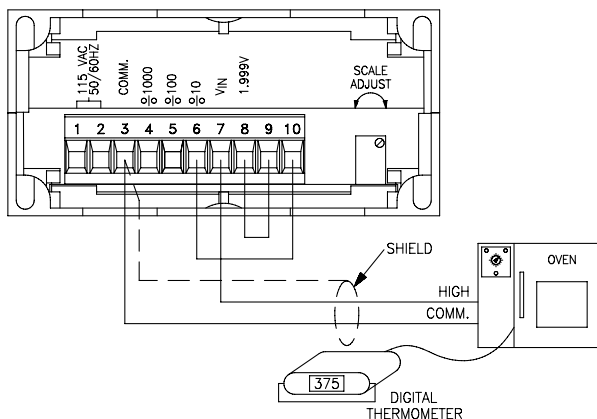 115 VAC
50/60HZ
COMM.
÷1000
÷100
÷10
VIN
1.999V
SCALE
ADJUST
1 2 3 4 5 6 7 8 9 10
SHIELD
OVEN
HIGH
COMM.
375
DIGITAL
THERMOMETER